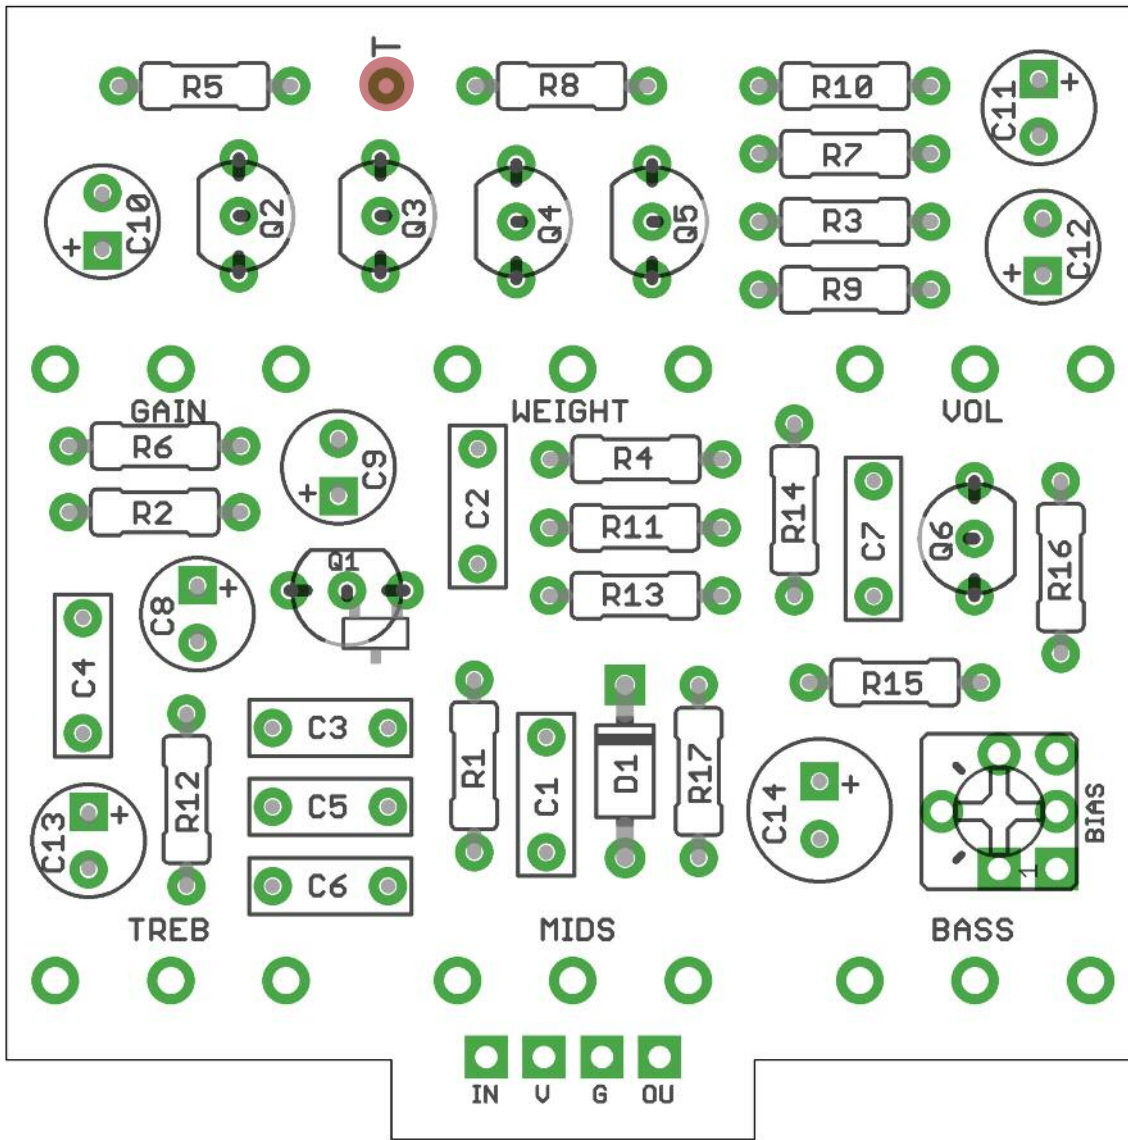 T
R5
R8
R10
C11
+
R7
C10
+
Q2
Q3
Q4
Q5
R3
C12
+
R9
GAIN
WEIGHT
VOL
R6
C9
+
C2
R4
R14
C7
Q6
R16
R2
R11
Q1
R13
C8
+
C4
R15
C3
R1
C1
D1
R17
C14
+
BIAS
1
C13
+
R12
C5
C6
TREB
MIDS
BASS
IN V G OU